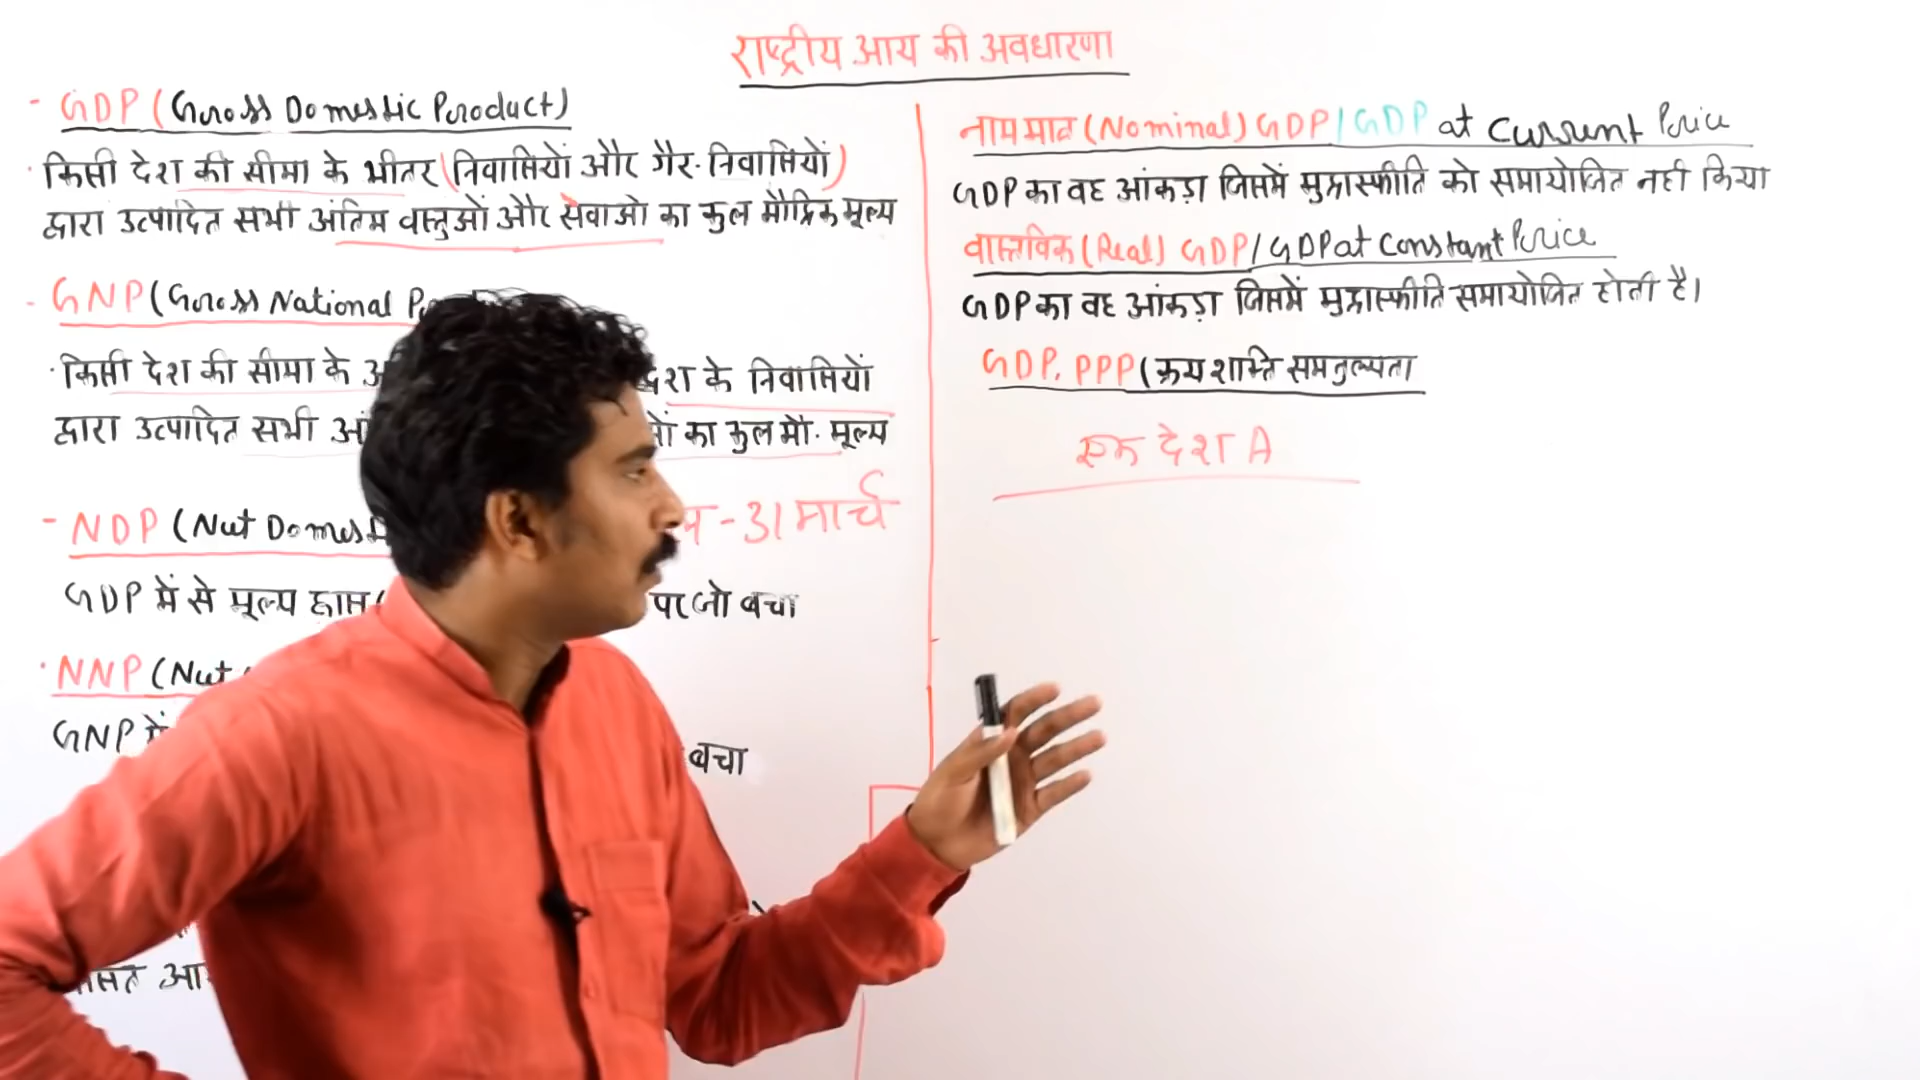 राष्ट्रीय आय की अवधारणा
- GDP (Gross Domestic Product)
· किसी देश की सीमा के भीतर (निवासियों और गैर-निवासियों)
द्वारा उत्पादित सभी अंतिम वस्तुओं और सेवाओ का कुल मौद्रिक मूल्य
- GNP (Gross National
· किसी देश की सीमा के देश के निवासियों
द्वारा उत्पादित सभी का कुल मौ. मूल्य
31 मार्च
- NDP (Net
GDP में से मूल्य ह्रास पर जो बचा
· NNP (Net
GNP में बचा
नाममात्र (Nominal) GDP / GDP at Current Price
GDP का वह आंकड़ा जिसमें मुद्रास्फीति को समायोजित नही किया
वास्तविक (Real) GDP / GDP at Constant Price
GDP का वह आंकड़ा जिसमें मुद्रास्फीति समायोजित होती है।
GDP. PPP (क्रय शक्ति समतुल्यता
एक देश A